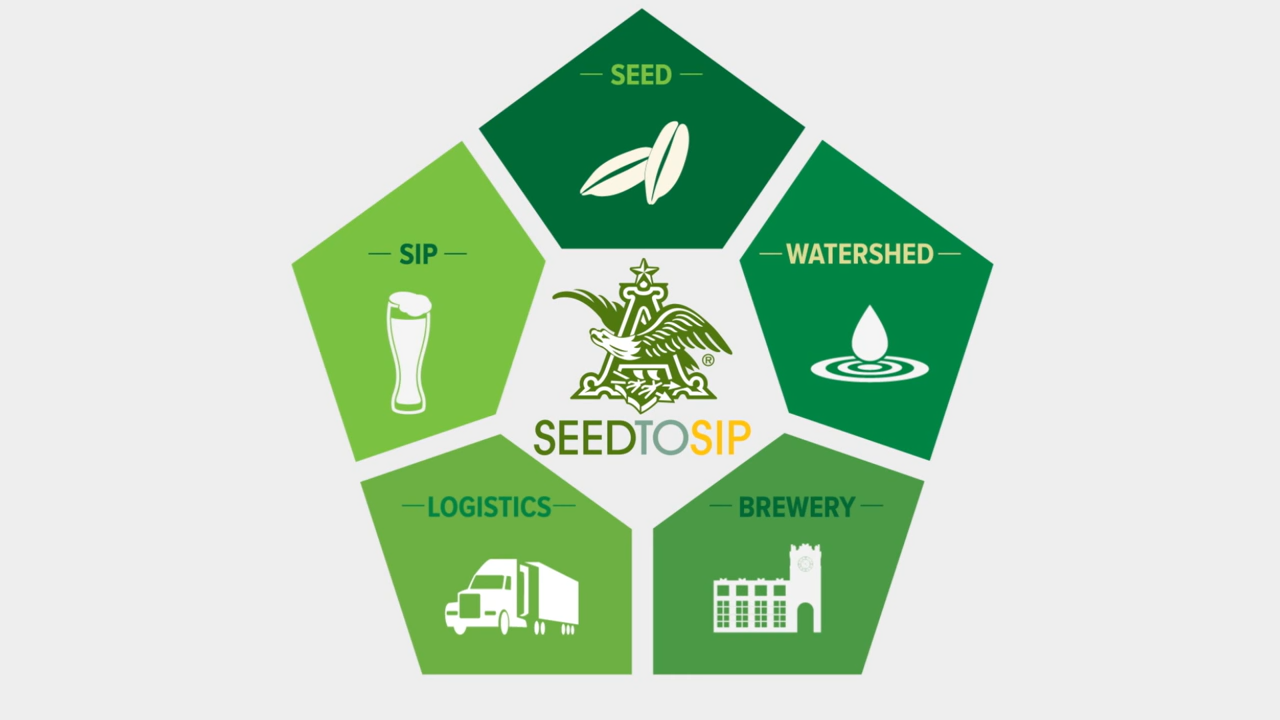 SEED
WATERSHED
SIP
A
®
SEEDTOSIP
LOGISTICS
BREWERY